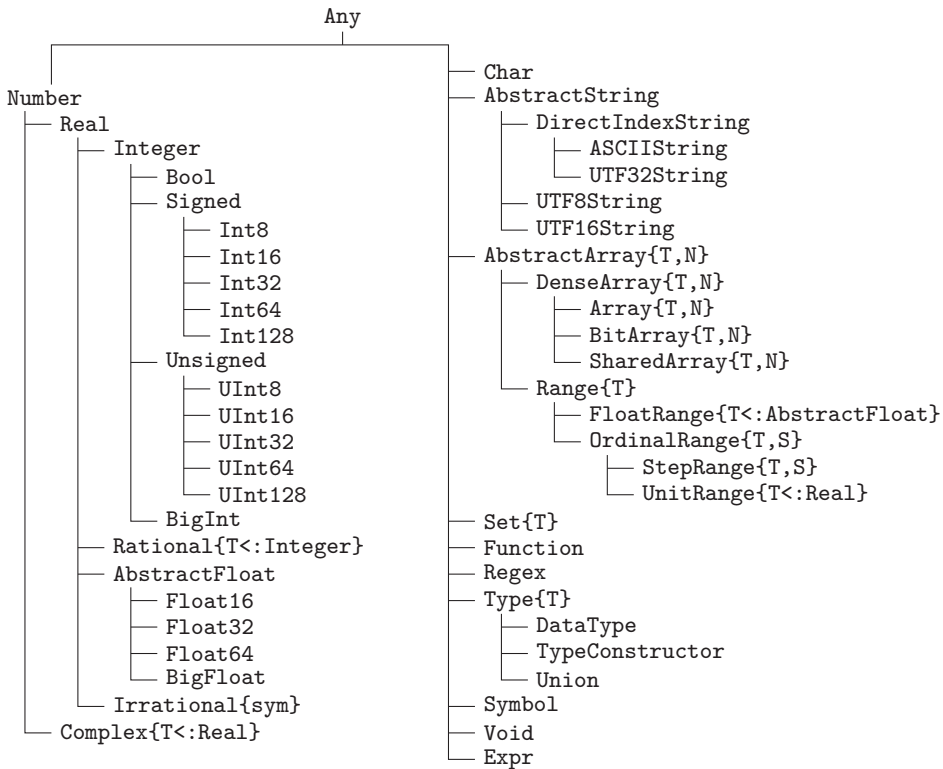 Any
Number
Real
Integer
Bool
Signed
Int8
Int16
Int32
Int64
Int128
Unsigned
UInt8
UInt16
UInt32
UInt64
UInt128
BigInt
Rational{T<:Integer}
AbstractFloat
Float16
Float32
Float64
BigFloat
Irrational{sym}
Complex{T<:Real}
Char
AbstractString
DirectIndexString
ASCIIString
UTF32String
UTF8String
UTF16String
AbstractArray{T,N}
DenseArray{T,N}
Array{T,N}
BitArray{T,N}
SharedArray{T,N}
Range{T}
FloatRange{T<:AbstractFloat}
OrdinalRange{T,S}
StepRange{T,S}
UnitRange{T<:Real}
Set{T}
Function
Regex
Type{T}
DataType
TypeConstructor
Union
Symbol
Void
Expr